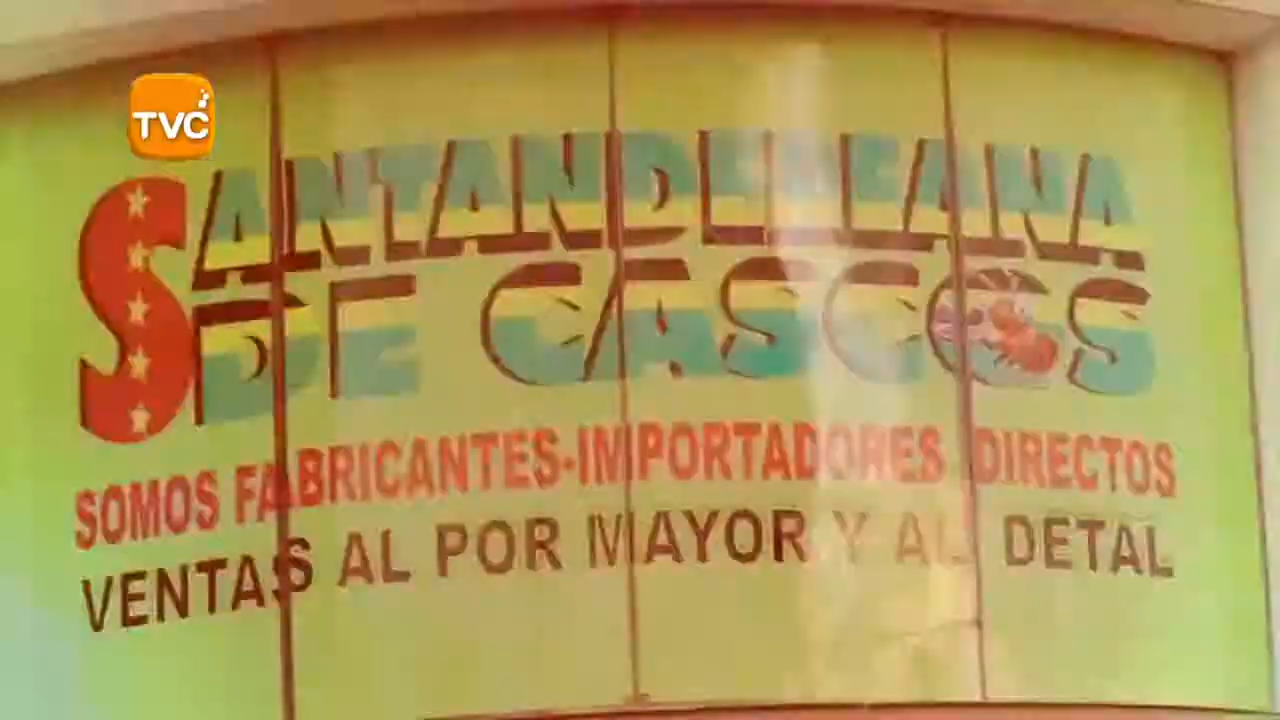 TVC
SANTANDEREANA
DE CASCOS
SOMOS FABRICANTES-IMPORTADORES DIRECTOS
VENTAS AL POR MAYOR Y AL DETAL